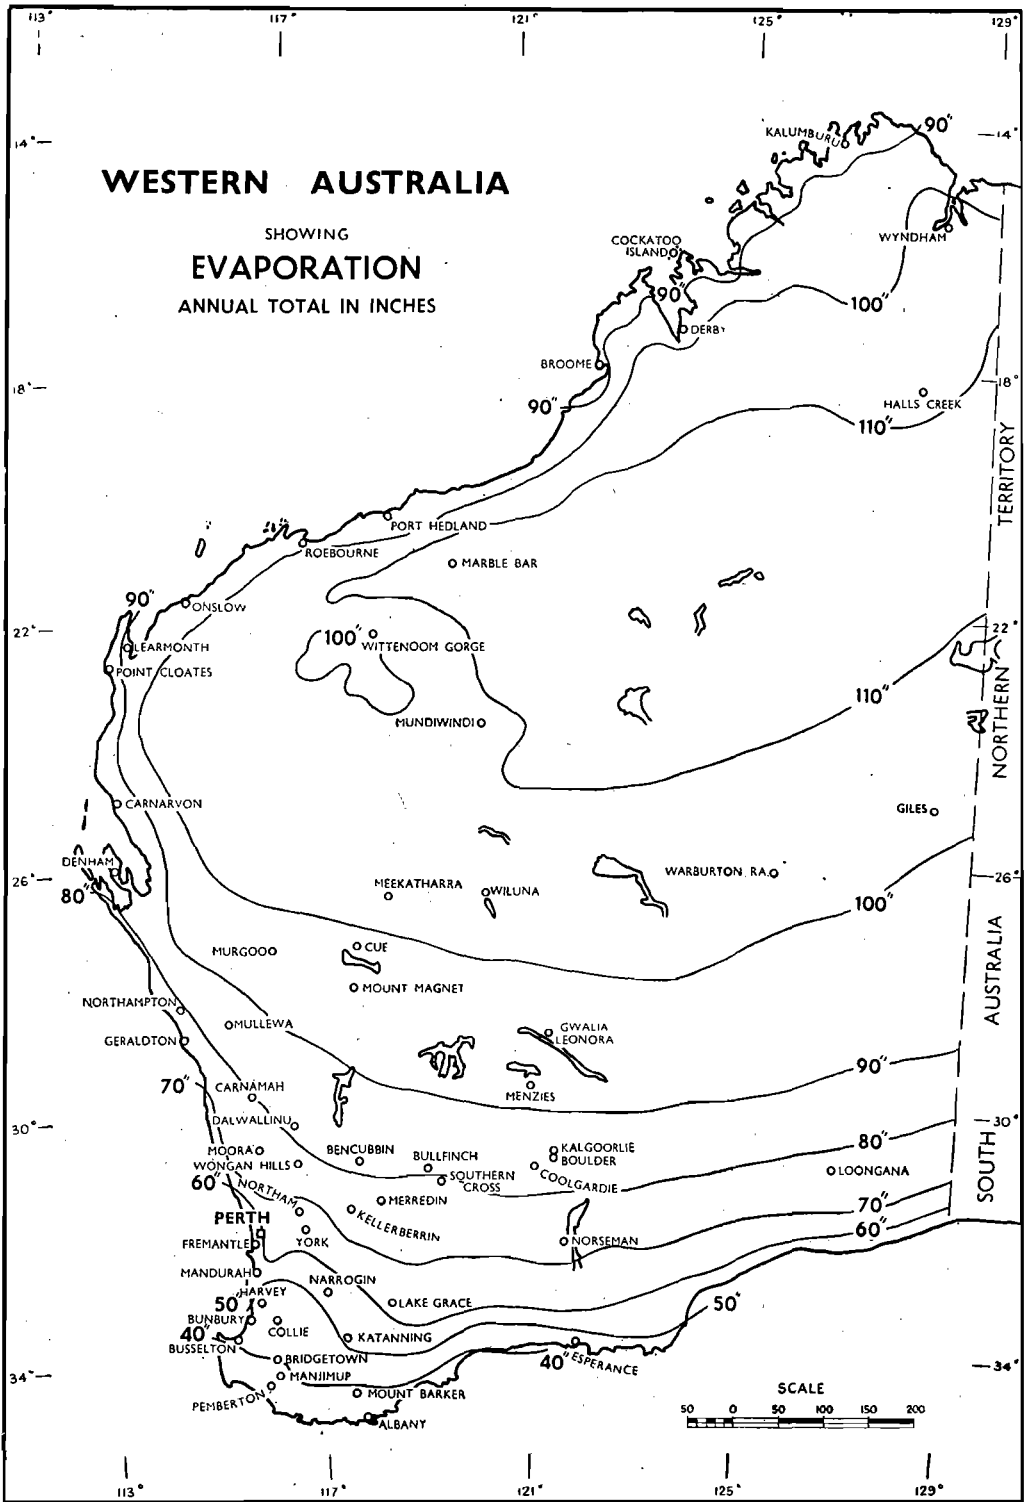 113°
117°
121°
125°
129°
14°
14°
WESTERN AUSTRALIA
SHOWING
EVAPORATION
ANNUAL TOTAL IN INCHES
KALUMBURU
90"
WYNDHAM
COCKATOO
ISLAND
90"
100"
DERBY
BROOME
18°
18°
90"
HALLS CREEK
110"
TERRITORY
PORT HEDLAND
ROEBOURNE
MARBLE BAR
90"
ONSLOW
22°
22°
100"
WITTENOOM GORGE
LEARMONTH
POINT CLOATES
NORTHERN
110"
MUNDIWINDI
CARNARVON
GILES
DENHAM
WARBURTON RA.
26°
26°
80"
MEEKATHARRA
WILUNA
100"
MURGOO
CUE
AUSTRALIA
MOUNT MAGNET
NORTHAMPTON
MULLEWA
GWALIA
LEONORA
GERALDTON
90"
70"
CARNAMAH
MENZIES
DALWALLINU
30°
30°
80"
MOORA
BENCUBBIN
BULLFINCH
KALGOORLIE
BOULDER
WONGAN HILLS
SOUTHERN
CROSS
COOLGARDIE
LOONGANA
SOUTH
60"
NORTHAM
MERREDIN
70"
PERTH
KELLERBERRIN
60"
FREMANTLE
YORK
NORSEMAN
MANDURAH
NARROGIN
HARVEY
50"
LAKE GRACE
50"
BUNBURY
COLLIE
40"
KATANNING
BUSSELTON
BRIDGETOWN
40"
ESPERANCE
34°
34°
MANJIMUP
PEMBERTON
MOUNT BARKER
ALBANY
SCALE
50 0 50 100 150 200
113°
117°
121°
125°
129°